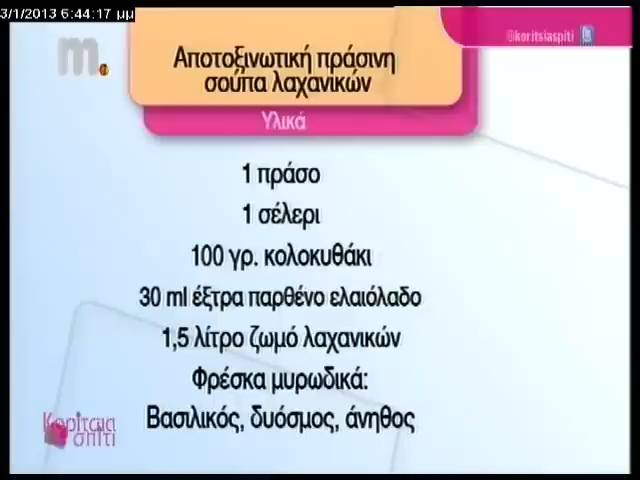 3/1/2013 6:44:17 μμ
m.
@koritsiaspiti
Αποτοξινωτική πράσινη
σούπα λαχανικών
Υλικά
1 πράσο
1 σέλερι
100 γρ. κολοκυθάκι
30 ml έξτρα παρθένο ελαιόλαδο
1,5 λίτρο ζωμό λαχανικών
Φρέσκα μυρωδικά:
Βασιλικός, δυόσμος, άνηθος
Κορίτσια
σπίτι